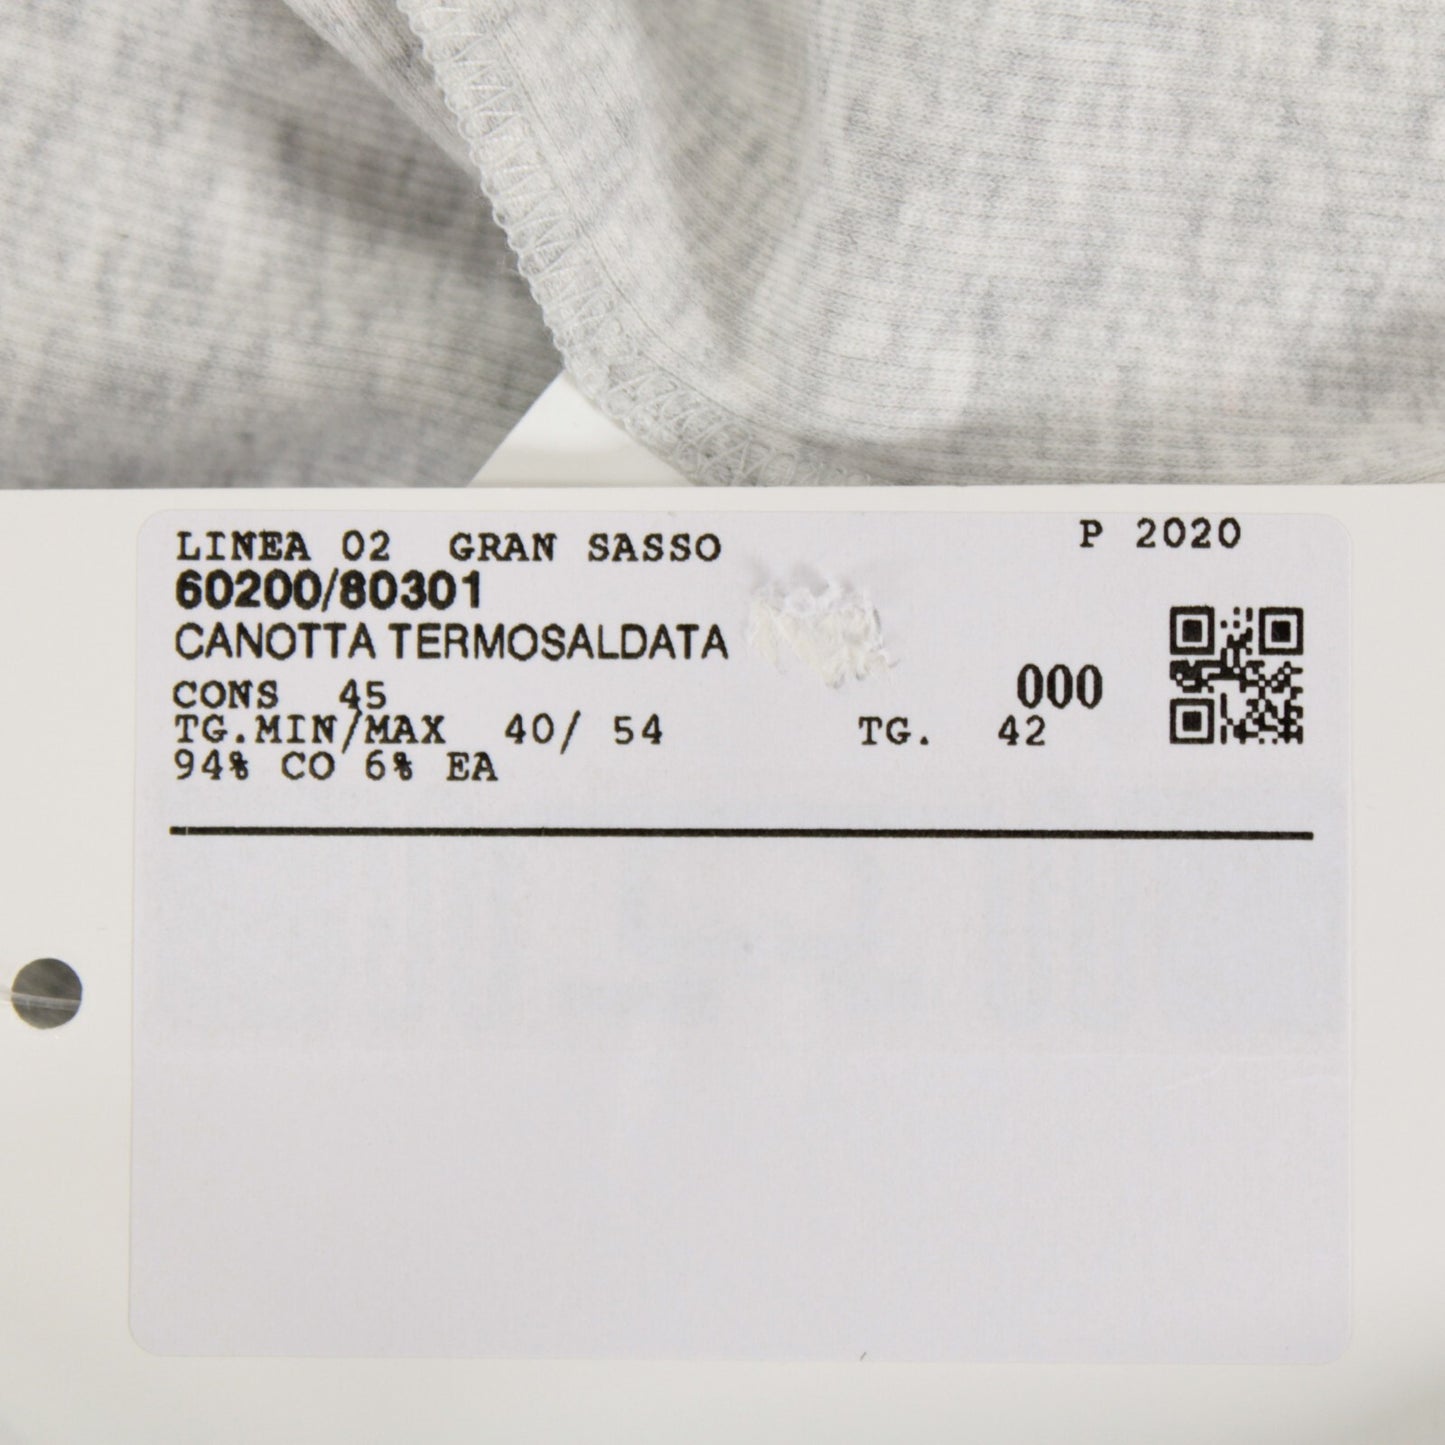 LINEA 02 GRAN SASSO P 2020
60200/80301
CANOTTA TERMOSALDATA
CONS 45 000
TG.MIN/MAX 40/ 54 TG. 42
94% CO 6% EA